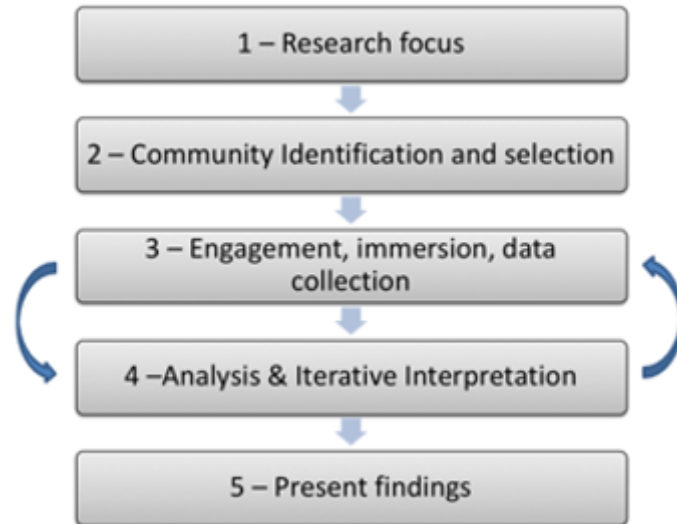 1 – Research focus
2 – Community Identification and selection
3 – Engagement, immersion, data
collection
4 –Analysis & Iterative Interpretation
5 – Present findings